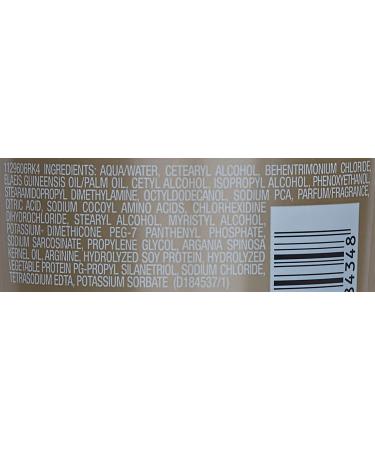 1129606RK4 INGREDIENTS: AQUA/WATER, CETEARYL ALCOHOL, BEHENTRIMONIUM CHLORIDE,
ELAEIS GUINEENSIS OIL/PALM OIL, CETYL ALCOHOL, ISOPROPYL ALCOHOL, PHENOXYETHANOL,
STEARAMIDOPROPYL DIMETHYLAMINE, OCTYLDODECANOL, SODIUM PCA, PARFUM/FRAGRANCE,
CITRIC ACID, SODIUM COCOYL AMINO ACIDS, CHLORHEXIDINE
DIHYDROCHLORIDE, STEARYL ALCOHOL, MYRISTYL ALCOHOL,
POTASSIUM- DIMETHICONE PEG-7 PANTHENYL PHOSPHATE,
SODIUM SARCOSINATE, PROPYLENE GLYCOL, ARGANIA SPINOSA
KERNEL OIL, ARGININE, HYDROLYZED SOY PROTEIN, HYDROLYZED
VEGETABLE PROTEIN PG-PROPYL SILANETRIOL, SODIUM CHLORIDE,
TETRASODIUM EDTA, POTASSIUM SORBATE (D184537/1)
84348